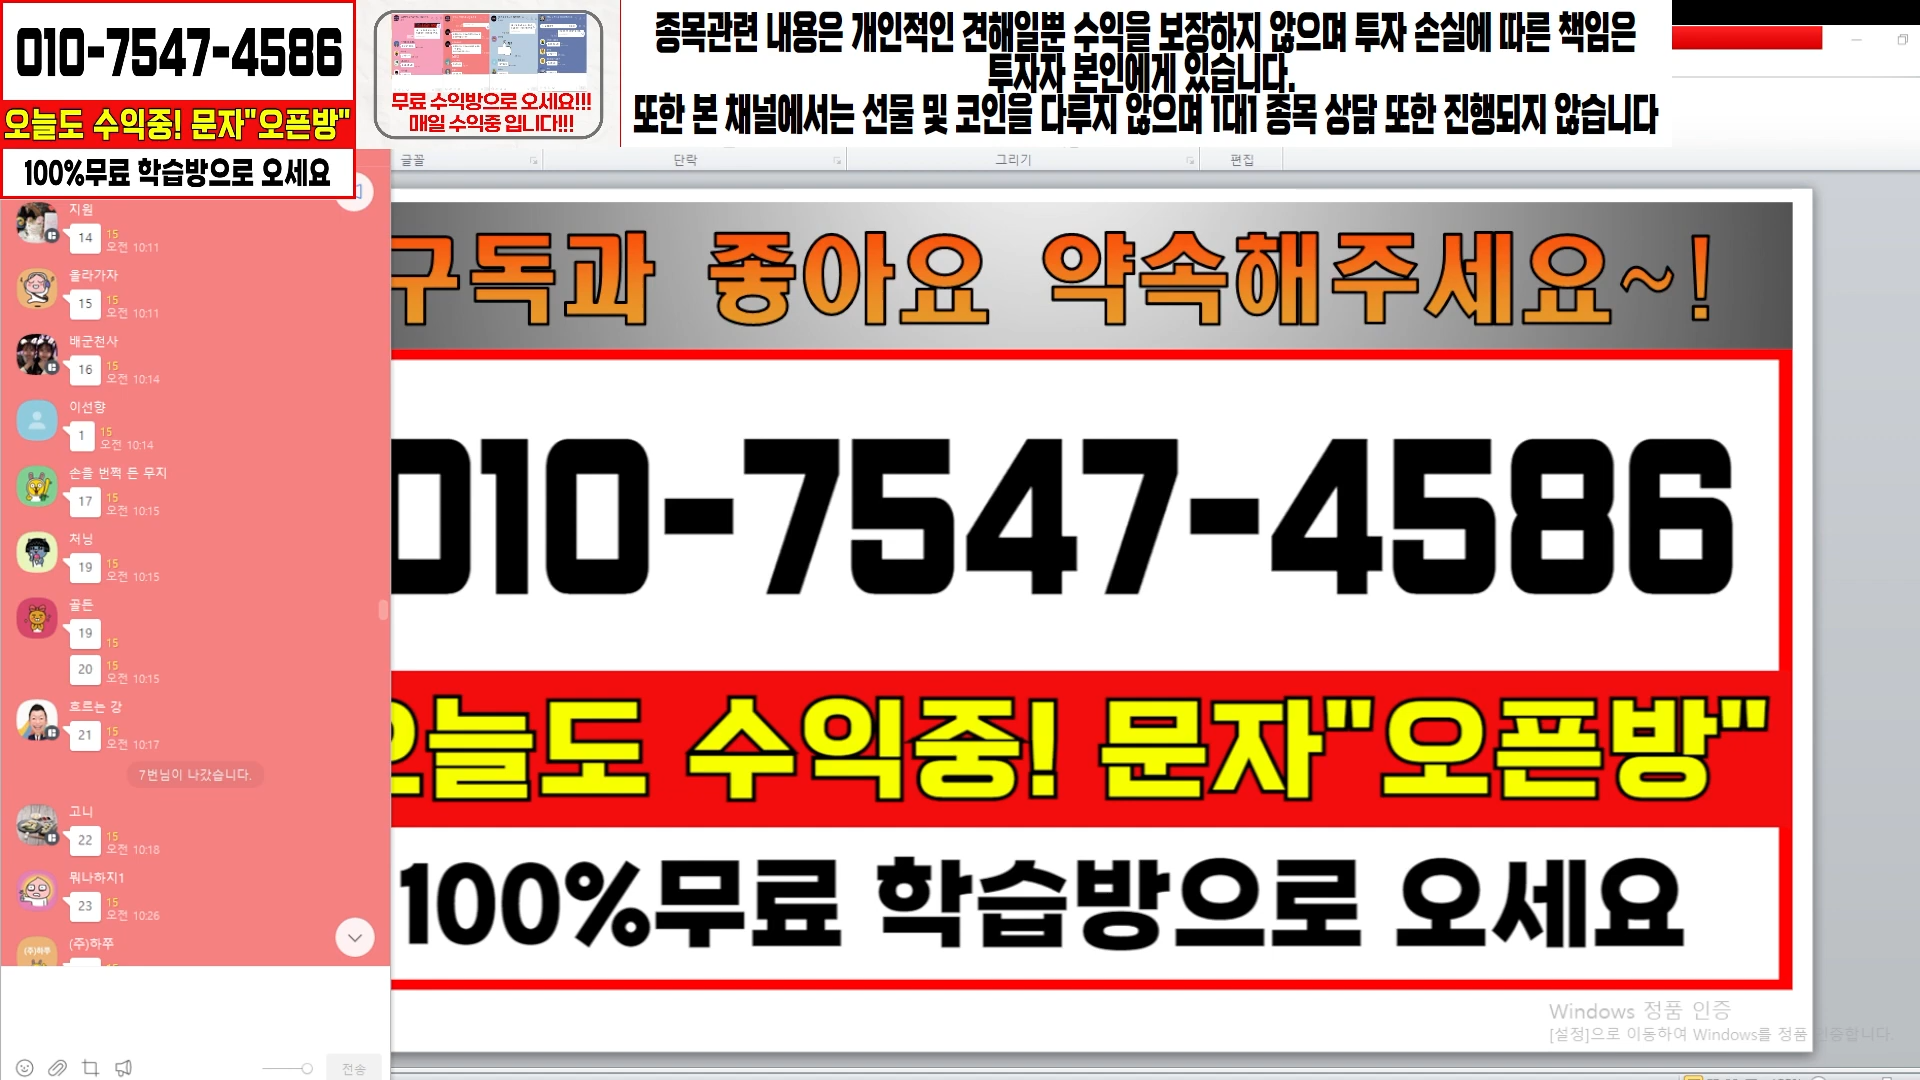 010-7547-4586
오늘도 수익중! 문자"오픈방"
100%무료 학습방으로 오세요
무료 수익방으로 오세요!!!
매일 수익중 입니다!!!
종목관련 내용은 개인적인 견해일뿐 수익을 보장하지 않으며 투자 손실에 따른 책임은
투자자 본인에게 있습니다.
또한 본 채널에서는 선물 및 코인을 다루지 않으며 1대1 종목 상담 또한 진행되지 않습니다
글꼴
단락
그리기
편집
지원
14
15
오전 10:11
올라가자
15
15
오전 10:11
배군천사
16
15
오전 10:14
이선향
1
15
오전 10:14
손을 번쩍 든 무지
17
15
오전 10:15
처닝
19
15
오전 10:15
골든
19
15
20
15
오전 10:15
흐르는 강
21
15
오전 10:17
7번님이 나갔습니다.
고니
22
15
오전 10:18
뭐나하지1
23
15
오전 10:26
(주)하쭈
전송
구독과 좋아요 약속해주세요~!
010-7547-4586
오늘도 수익중! 문자"오픈방"
100%무료 학습방으로 오세요
Windows 정품 인증
[설정]으로 이동하여 Windows를 정품 인증합니다.